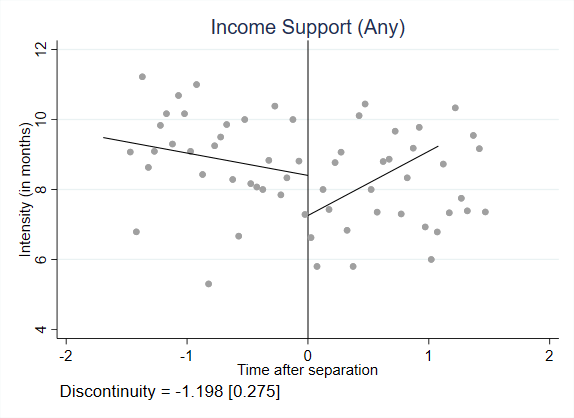 Income Support (Any)
Intensity (in months)
12
10
8
6
4
-2 -1 0 1 2
Time after separation
Discontinuity = -1.198 [0.275]